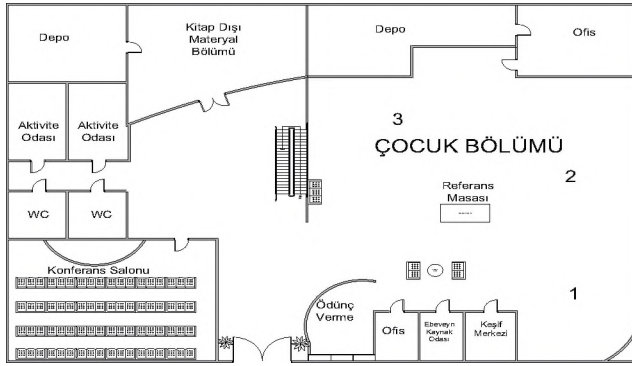 Depo
Kitap Dışı
Materyal
Bölümü
Depo
Ofis
Aktivite
Odası
Aktivite
Odası
3
ÇOCUK BÖLÜMÜ
2
Referans
Masası
WC
WC
Konferans Salonu
1
Ödünç
Verme
Ofis
Ebeveyn
Kaynak
Odası
Keşif
Merkezi